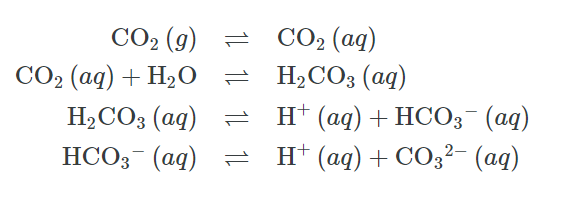 CO₂ (g) ⇌ CO₂ (aq)
CO₂ (aq) + H₂O ⇌ H₂CO₃ (aq)
H₂CO₃ (aq) ⇌ H⁺ (aq) + HCO₃⁻ (aq)
HCO₃⁻ (aq) ⇌ H⁺ (aq) + CO₃²⁻ (aq)